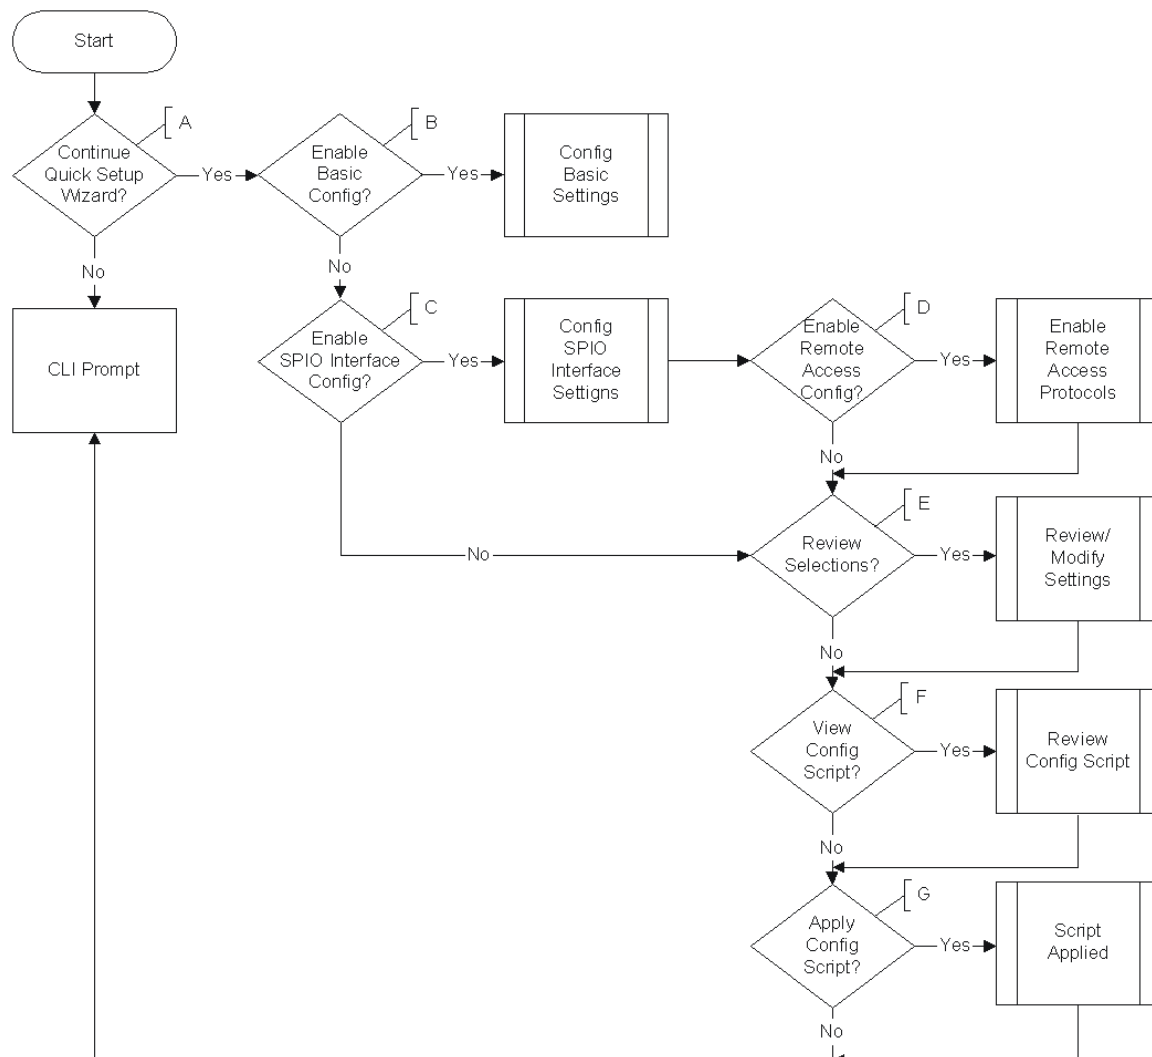 Start
A
Continue
Quick Setup
Wizard?
Yes
B
Enable
Basic
Config?
Yes
Config
Basic
Settings
No
No
CLI Prompt
C
Enable
SPIO Interface
Config?
Yes
Config
SPIO
Interface
Settigns
D
Enable
Remote
Access
Config?
Yes
Enable
Remote
Access
Protocols
No
No
E
Review
Selections?
Yes
Review/
Modify
Settings
No
F
View
Config
Script?
Yes
Review
Config Script
No
G
Apply
Config
Script?
Yes
Script
Applied
No